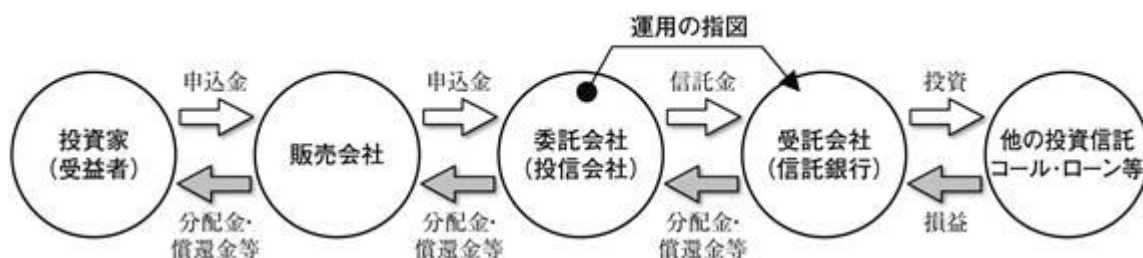 運用の指図
申込金
申込金
信託金
投資
投資家
(受益者)
販売会社
委託会社
(投信会社)
受託会社
(信託銀行)
他の投資信託
コール・ローン等
分配金・
償還金等
分配金・
償還金等
分配金・
償還金等
損益